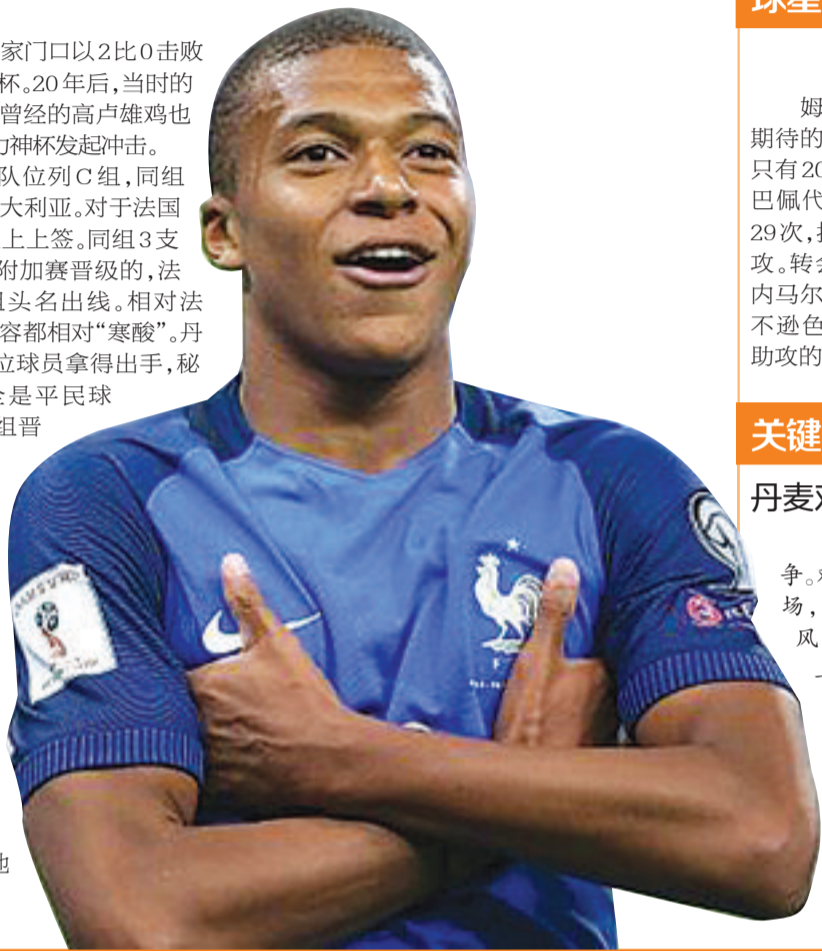 家门口以2比0击败
杯。20年后,当时的
曾经的高卢雄鸡也
力神杯发起冲击。
队位列C组,同组
大利亚。对于法国
上上签。同组3支
附加赛晋级的,法
组头名出线。相对法
容都相对“寒酸”。丹
位球员拿得出手,秘
全是平民球
组晋
地
球星
姆
期待的
只有20
巴佩代
29次,
攻。转会
内马尔
不逊色
助攻的
关键
丹麦对
争。
场,
风
F